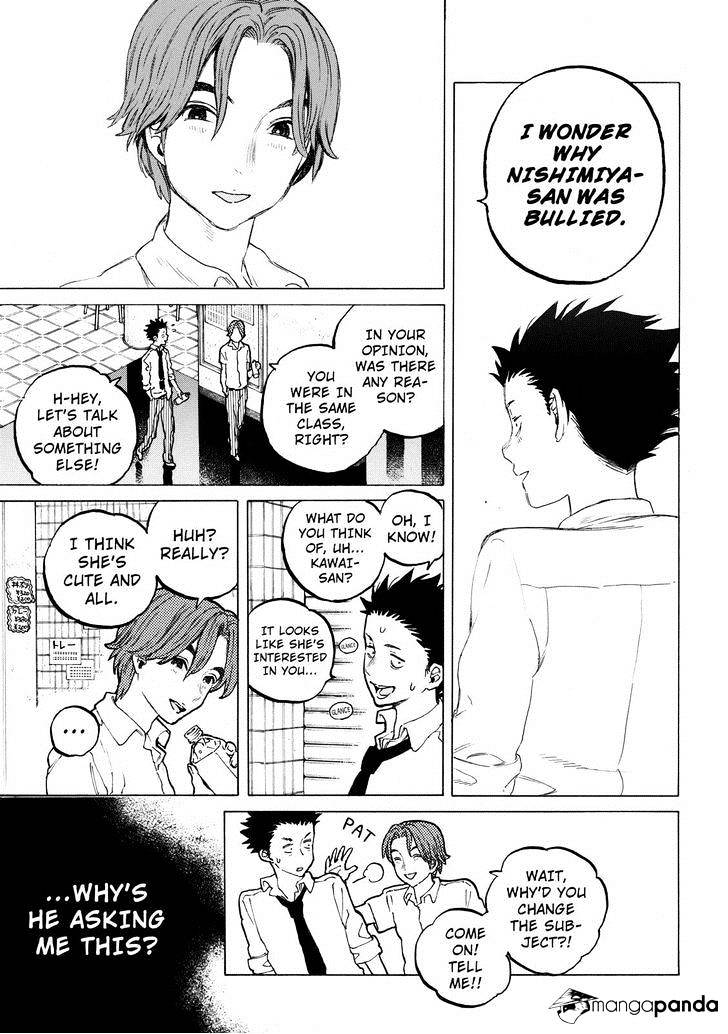 I WONDER
WHY
NISHIMIYA-
SAN WAS
BULLIED.
IN YOUR
OPINION,
WAS THERE
ANY REA-
SON?
YOU
WERE IN
THE SAME
CLASS,
RIGHT?
H-HEY,
LET'S TALK
ABOUT
SOMETHING
ELSE!
OH, I
KNOW!
WHAT DO
YOU THINK
OF, UH...
KAWAI-
SAN?
IT LOOKS
LIKE SHE'S
INTERESTED
IN YOU...
GLANCE
GLANCE
HUH?
REALLY?
I THINK
SHE'S
CUTE AND
ALL.
トレー
...
PAT
WAIT,
WHY'D YOU
CHANGE
THE SUB-
JECT?!
COME
ON!
TELL
ME!!
...WHY'S
HE ASKING
ME THIS?
mangapanda